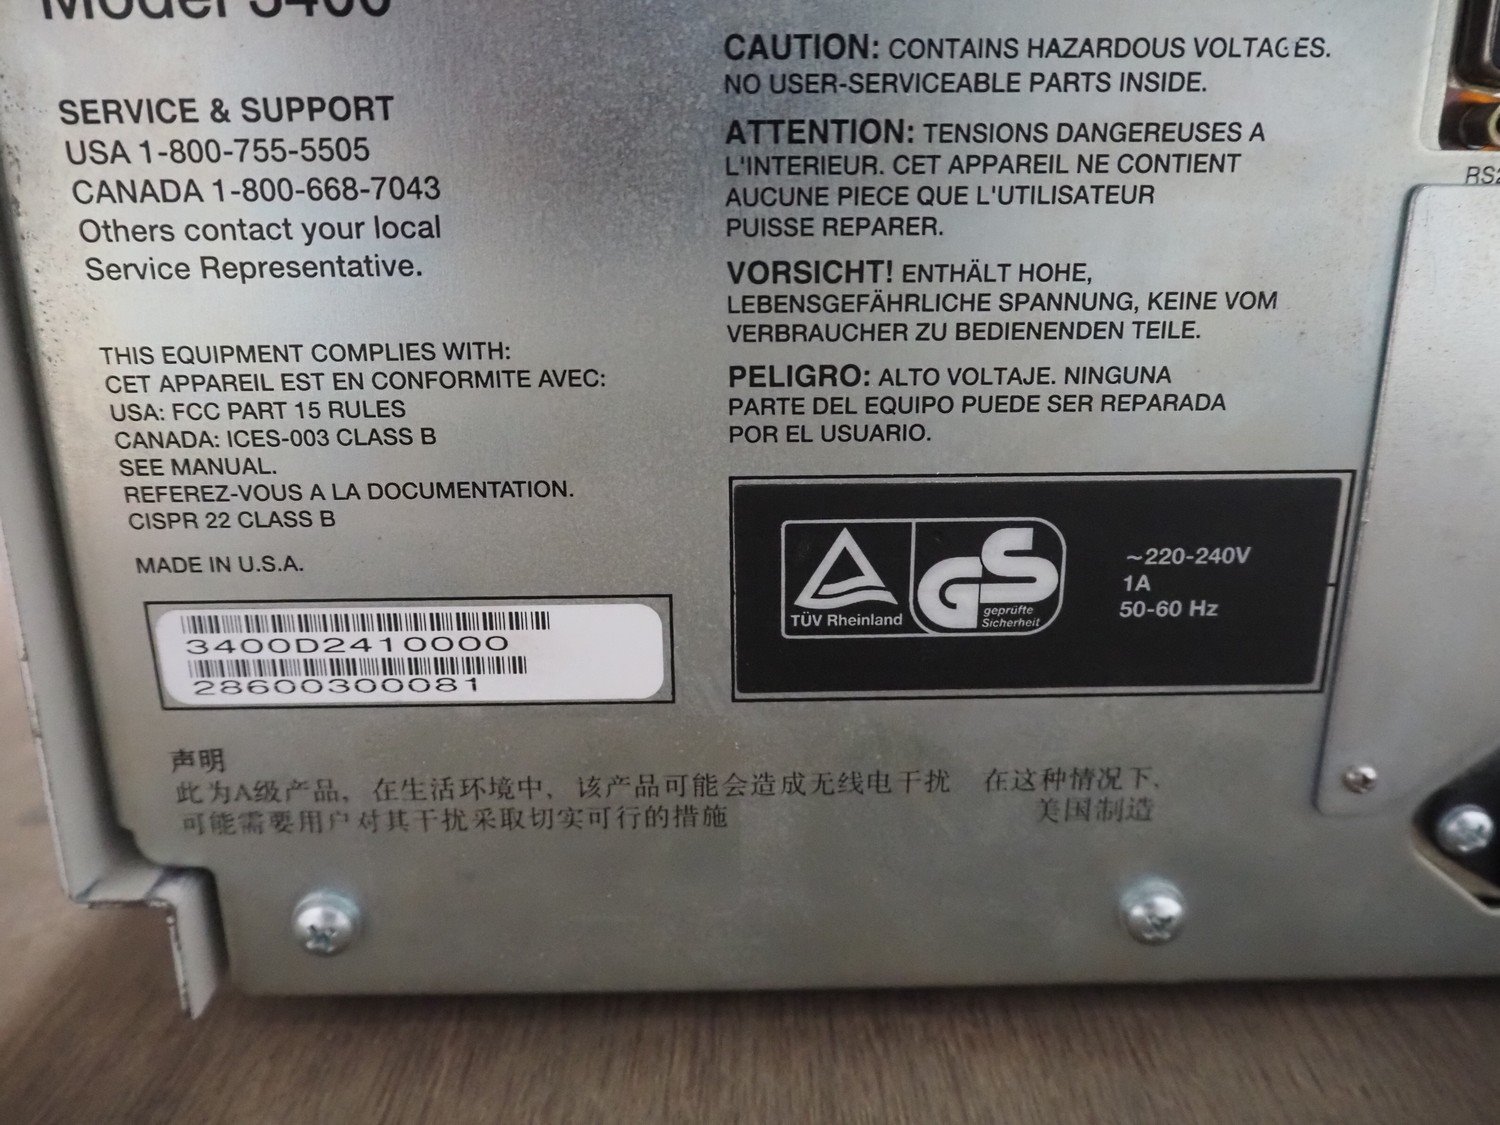 Model 3400
SERVICE & SUPPORT
USA 1-800-755-5505
CANADA 1-800-668-7043
Others contact your local
Service Representative.
THIS EQUIPMENT COMPLIES WITH:
CET APPAREIL EST EN CONFORMITE AVEC:
USA: FCC PART 15 RULES
CANADA: ICES-003 CLASS B
SEE MANUAL.
REFEREZ-VOUS A LA DOCUMENTATION.
CISPR 22 CLASS B
MADE IN U.S.A.
3400D2410000
28600300081
CAUTION: CONTAINS HAZARDOUS VOLTAGES.
NO USER-SERVICEABLE PARTS INSIDE.
ATTENTION: TENSIONS DANGEREUSES A
L'INTERIEUR. CET APPAREIL NE CONTIENT
AUCUNE PIECE QUE L'UTILISATEUR
PUISSE REPARER.
VORSICHT! ENTHÄLT HOHE,
LEBENSGEFÄHRLICHE SPANNUNG, KEINE VOM
VERBRAUCHER ZU BEDIENENDEN TEILE.
PELIGRO: ALTO VOLTAJE. NINGUNA
PARTE DEL EQUIPO PUEDE SER REPARADA
POR EL USUARIO.
TÜV Rheinland
GS
geprüfte
Sicherheit
~220-240V
1A
50-60 Hz
声明
此为A级产品，在生活环境中，该产品可能会造成无线电干扰 在这种情况下，
可能需要用户对其干扰采取切实可行的措施 美国制造